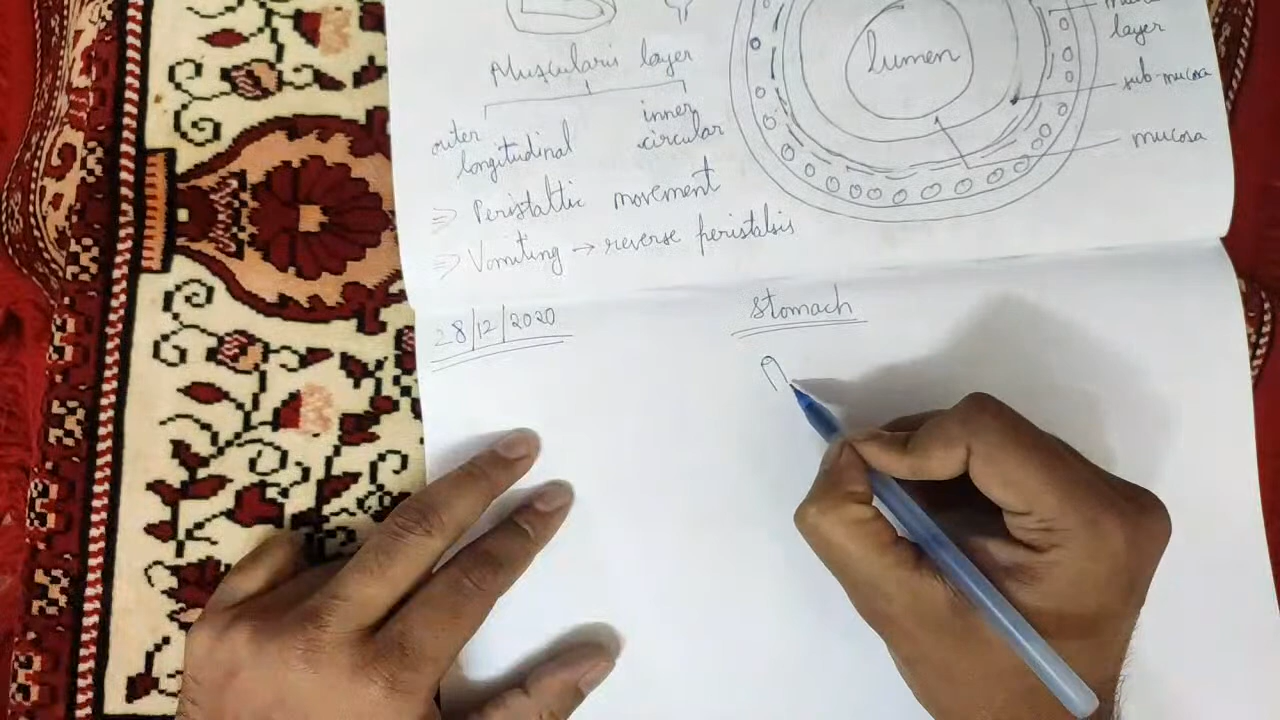 Lumen
layer
sub-mucosa
mucosa
Muscularis layer
outer longitudinal
inner circular
⇒ Peristaltic movement
⇒ Vomiting → reverse peristalsis
28/12/2020
Stomach